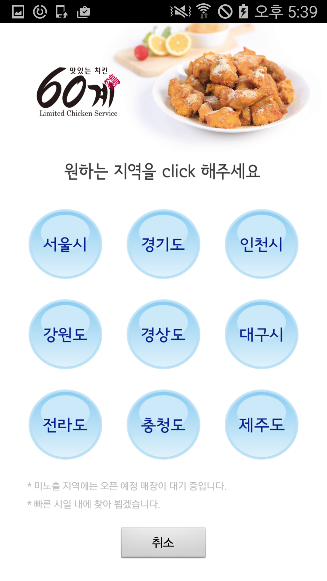 오후 5:39
맛있는 치킨
60계
Limited Chicken Service
원하는 지역을 click 해주세요
서울시 경기도 인천시
강원도 경상도 대구시
전라도 충청도 제주도
* 미노출 지역에는 오픈 예정 매장이 대기 중입니다.
* 빠른 시일 내에 찾아 뵙겠습니다.
취소